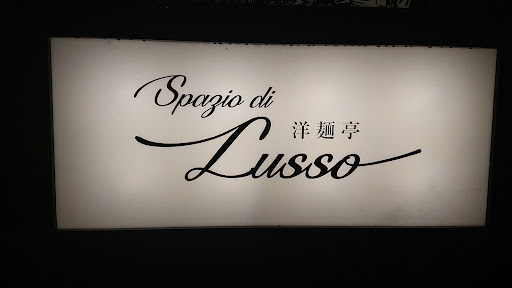 Spazio di
洋麺亭
Lusso